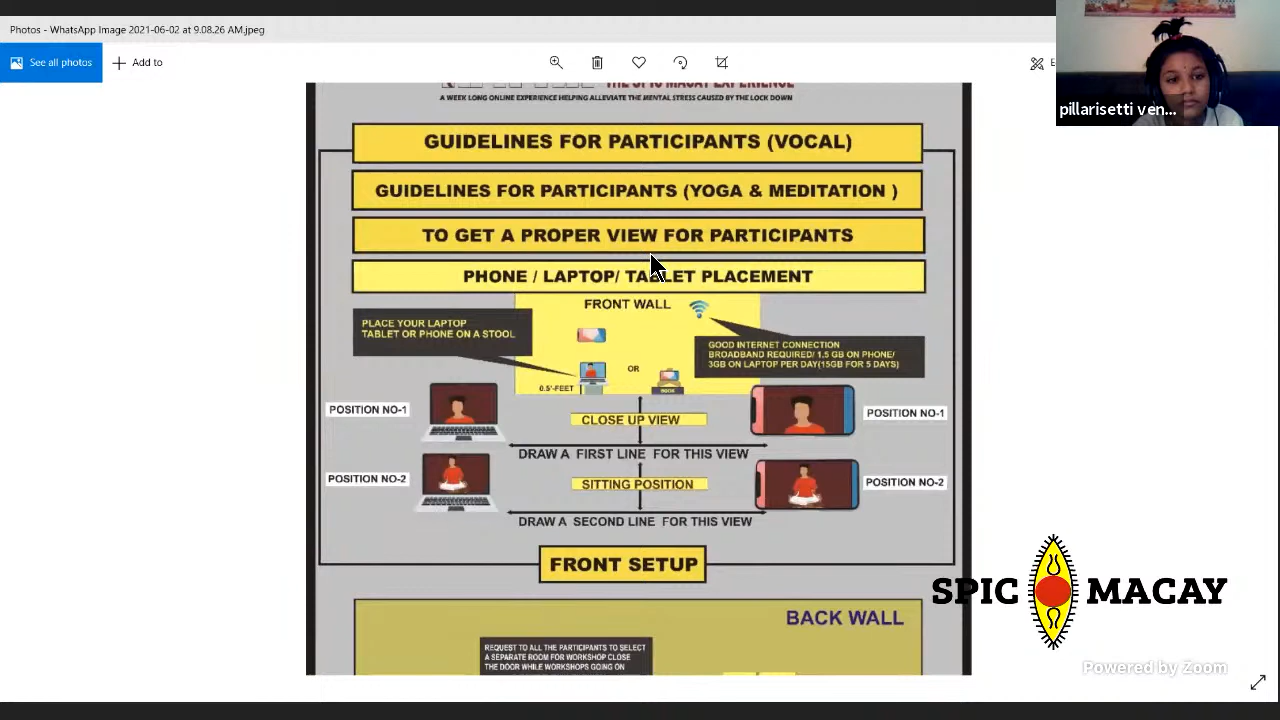 Photos - WhatsApp Image 2021-06-02 at 9.08.26 AM.jpeg
See all photos
Add to
pillarisetti ven...
THE SPIC MACAY EXPERIENCE
A WEEK LONG ONLINE EXPERIENCE HELPING ALLEVIATE THE MENTAL STRESS CAUSED BY THE LOCK DOWN
GUIDELINES FOR PARTICIPANTS (VOCAL)
GUIDELINES FOR PARTICIPANTS (YOGA & MEDITATION )
TO GET A PROPER VIEW FOR PARTICIPANTS
PHONE / LAPTOP/ TABLET PLACEMENT
FRONT WALL
PLACE YOUR LAPTOP
TABLET OR PHONE ON A STOOL
GOOD INTERNET CONNECTION
BROADBAND REQUIRED/ 1.5 GB ON PHONE/
3GB ON LAPTOP PER DAY(15GB FOR 5 DAYS)
OR
0.5'-FEET
POSITION NO-1
CLOSE UP VIEW
POSITION NO-1
DRAW A FIRST LINE FOR THIS VIEW
POSITION NO-2
SITTING POSITION
POSITION NO-2
DRAW A SECOND LINE FOR THIS VIEW
FRONT SETUP
SPIC MACAY
BACK WALL
REQUEST TO ALL THE PARTICIPANTS TO SELECT
A SEPARATE ROOM FOR WORKSHOP CLOSE
THE DOOR WHILE WORKSHOPS GOING ON
Powered by Zoom